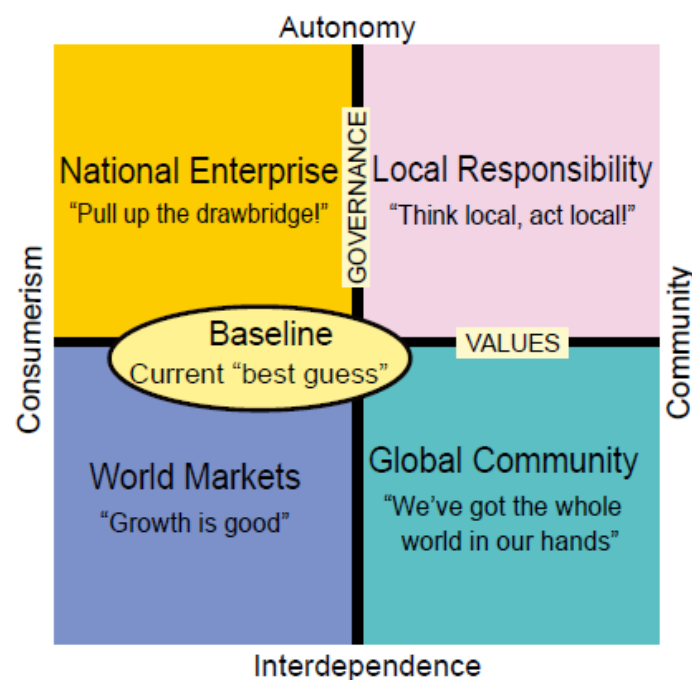 Autonomy
National Enterprise
“Pull up the drawbridge!”
GOVERNANCE
Local Responsibility
“Think local, act local!”
Consumerism
Baseline
Current “best guess”
VALUES
Community
World Markets
“Growth is good”
Global Community
“We’ve got the whole
world in our hands”
Interdependence